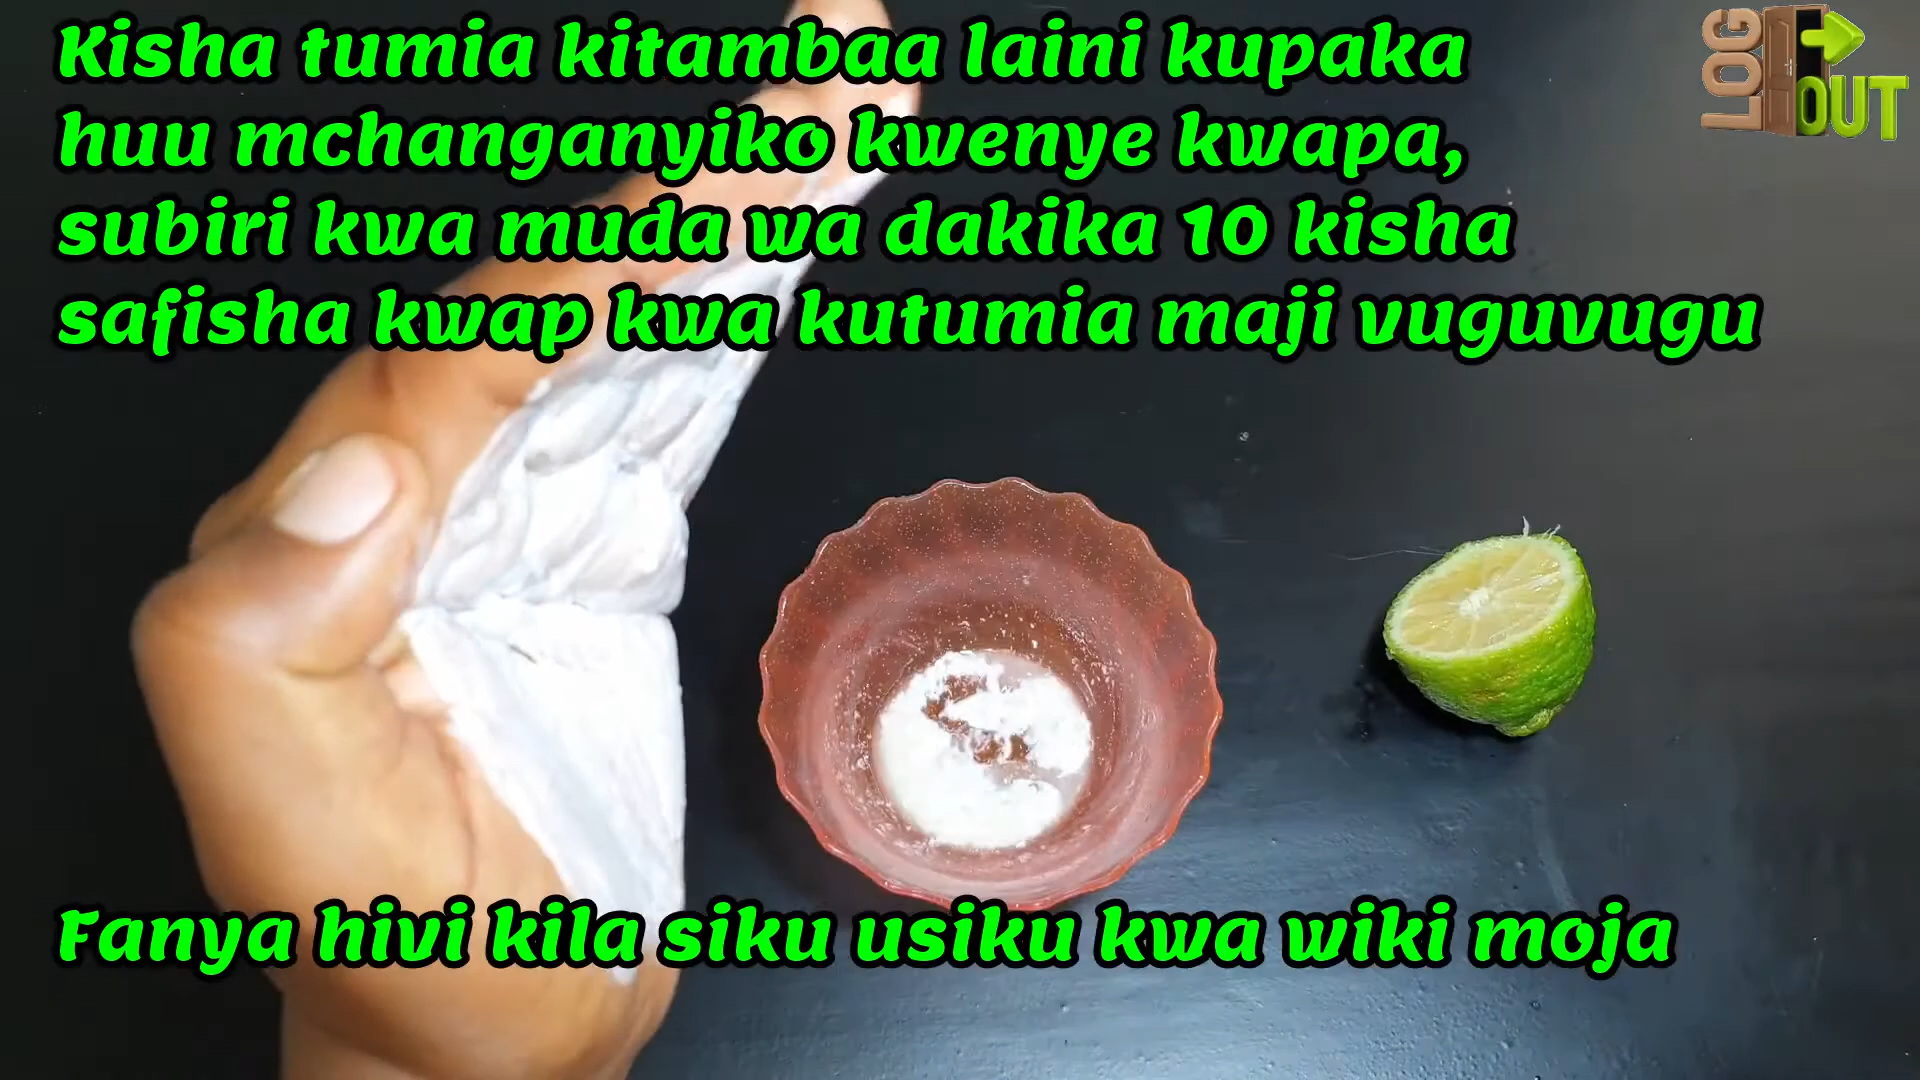 Kisha tumia kitambaa laini kupaka
huu mchanganyiko kwenye kwapa,
subiri kwa muda wa dakika 10 kisha
safisha kwap kwa kutumia maji vuguvugu
LOG
OUT
Fanya hivi kila siku usiku kwa wiki moja